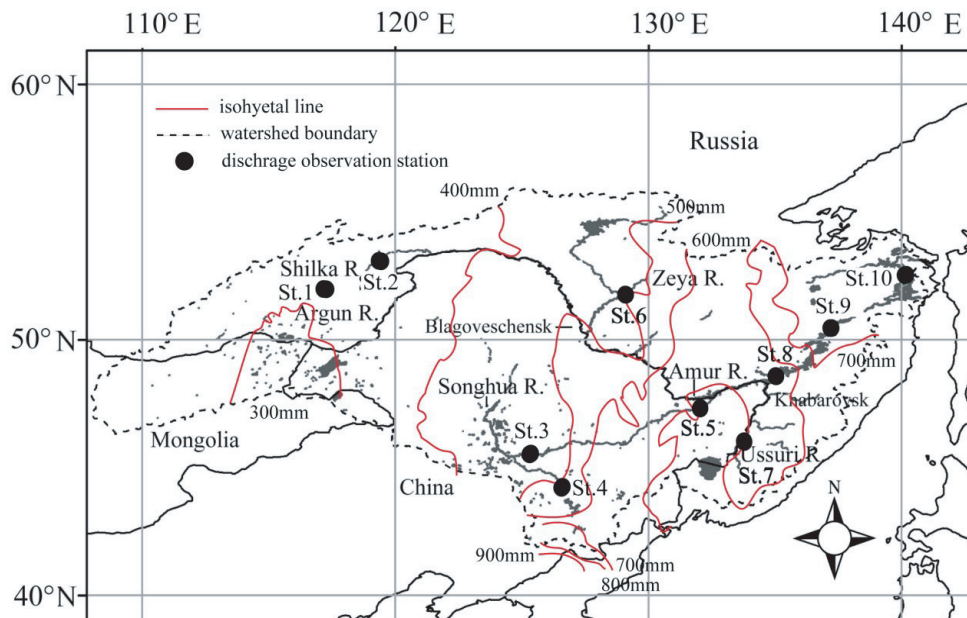 110° E 120° E 130° E 140° E
60° N
isohyetal line
watershed boundary
dischrage observation station
Russia
400mm
500mm
600mm
Shilka R.
St.2
St.1
Argun R.
Zeya R.
St.6
St.10
St.9
Blagoveschensk
50° N
St.8
700mm
Amur R.
Khabarovsk
Songhua R.
300mm
St.5
Mongolia
St.3
Ussuri R.
St.7
China
St.4
N
900mm
700mm
800mm
40° N